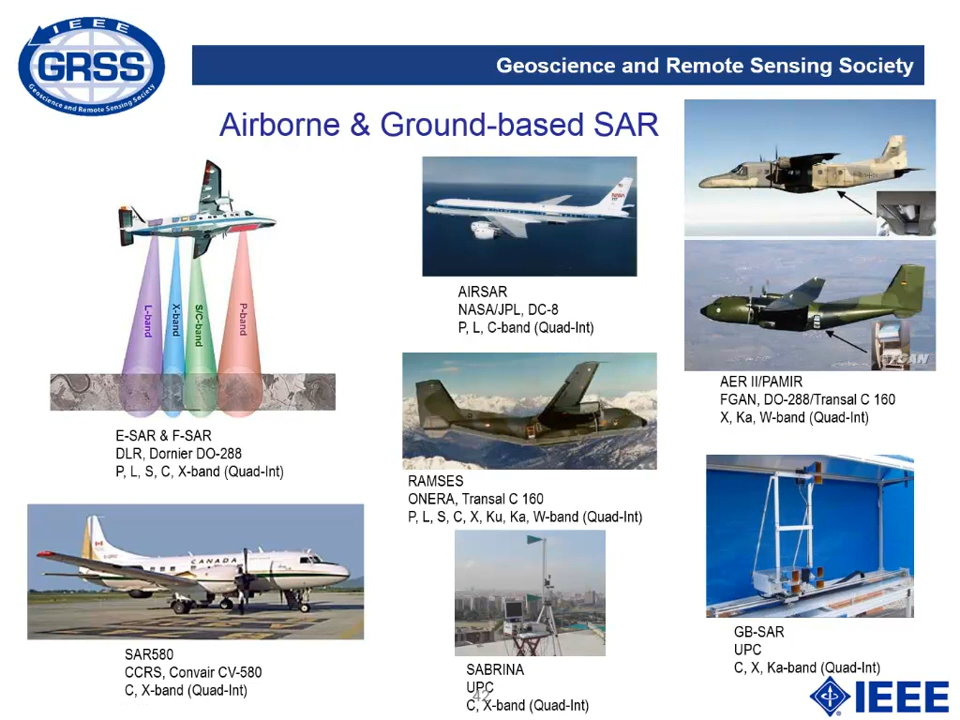 IEEE
GRSS
Geoscience and Remote Sensing Society
Geoscience and Remote Sensing Society
Airborne & Ground-based SAR
L-band
X-band
S/C-band
P-band
E-SAR & F-SAR
DLR, Dornier DO-288
P, L, S, C, X-band (Quad-Int)
NASA
AIRSAR
NASA/JPL, DC-8
P, L, C-band (Quad-Int)
FGAN
AER II/PAMIR
FGAN, DO-288/Transal C 160
X, Ka, W-band (Quad-Int)
RAMSES
ONERA, Transal C 160
P, L, S, C, X, Ku, Ka, W-band (Quad-Int)
CANADA
SAR580
CCRS, Convair CV-580
C, X-band (Quad-Int)
SABRINA
UPC
42
C, X-band (Quad-Int)
GB-SAR
UPC
C, X, Ka-band (Quad-Int)
IEEE